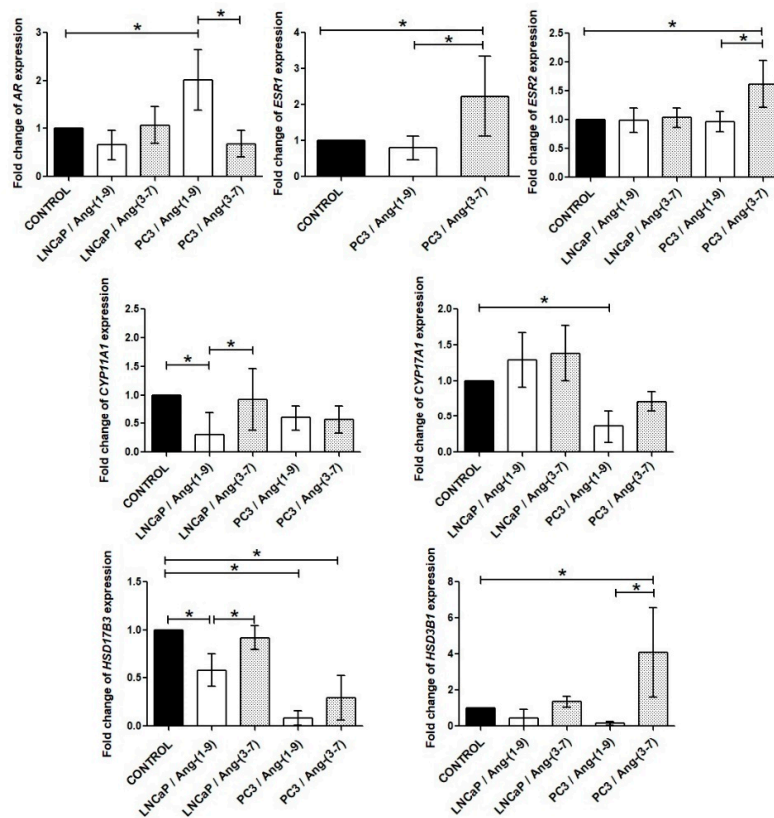 Fold change of AR expression
3
2
1
0
*
*
CONTROL
LNCaP / Ang-(1-9)
LNCaP / Ang-(3-7)
PC3 / Ang-(1-9)
PC3 / Ang-(3-7)
Fold change of ESR1 expression
4
3
2
1
0
*
*
CONTROL
PC3 / Ang-(1-9)
PC3 / Ang-(3-7)
Fold change of ESR2 expression
2.5
2.0
1.5
1.0
0.5
0.0
*
*
CONTROL
LNCaP / Ang-(1-9)
LNCaP / Ang-(3-7)
PC3 / Ang-(1-9)
PC3 / Ang-(3-7)
Fold change of CYP11A1 expression
2.5
2.0
1.5
1.0
0.5
0.0
*
*
CONTROL
LNCaP / Ang-(1-9)
LNCaP / Ang-(3-7)
PC3 / Ang-(1-9)
PC3 / Ang-(3-7)
Fold change of CYP17A1 expression
2.0
1.5
1.0
0.5
0.0
*
CONTROL
LNCaP / Ang-(1-9)
LNCaP / Ang-(3-7)
PC3 / Ang-(1-9)
PC3 / Ang-(3-7)
Fold change of HSD17B3 expression
1.5
1.0
0.5
0.0
*
*
*
*
CONTROL
LNCaP / Ang-(1-9)
LNCaP / Ang-(3-7)
PC3 / Ang-(1-9)
PC3 / Ang-(3-7)
Fold change of HSD3B1 expression
8
6
4
2
0
*
*
CONTROL
LNCaP / Ang-(1-9)
LNCaP / Ang-(3-7)
PC3 / Ang-(1-9)
PC3 / Ang-(3-7)